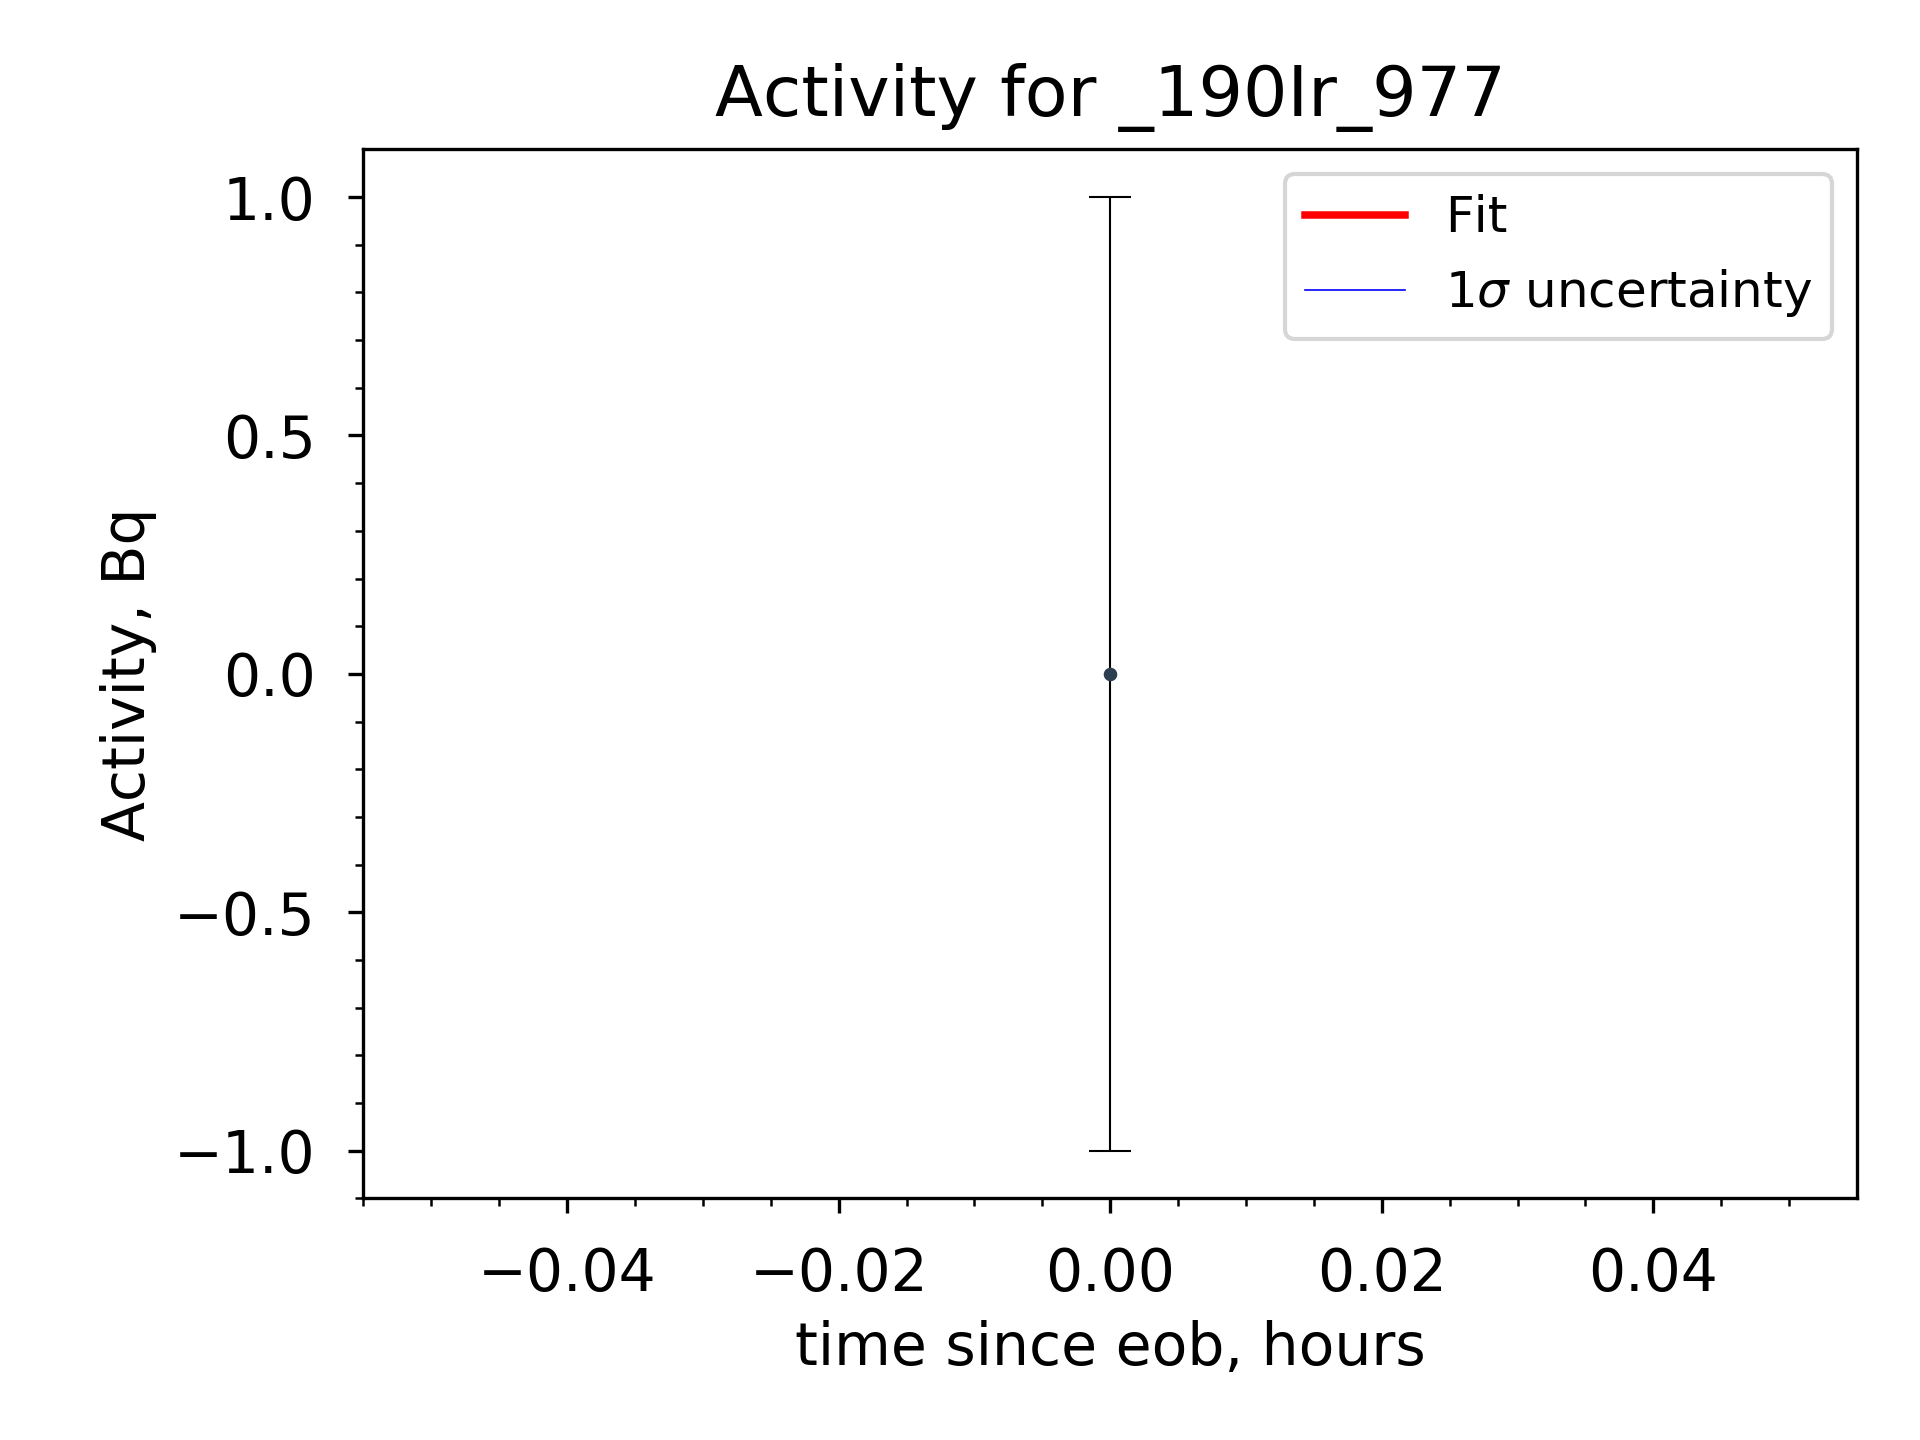 Activity for _190Ir_977
Fit
1σ uncertainty
1.0
0.5
0.0
−0.5
−1.0
Activity, Bq
−0.04 −0.02 0.00 0.02 0.04
time since eob, hours